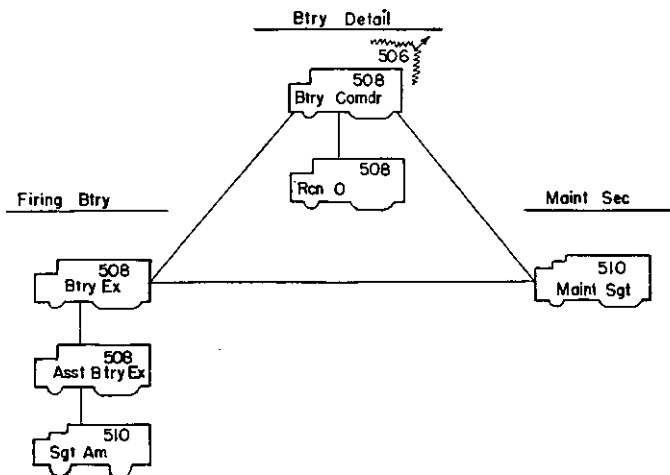 Btry Detail
506
508
Btry Comdr
508
Rcn O
Firing Btry
Maint Sec
508
Btry Ex
510
Maint Sgt
508
Asst Btry Ex
510
Sgt Am